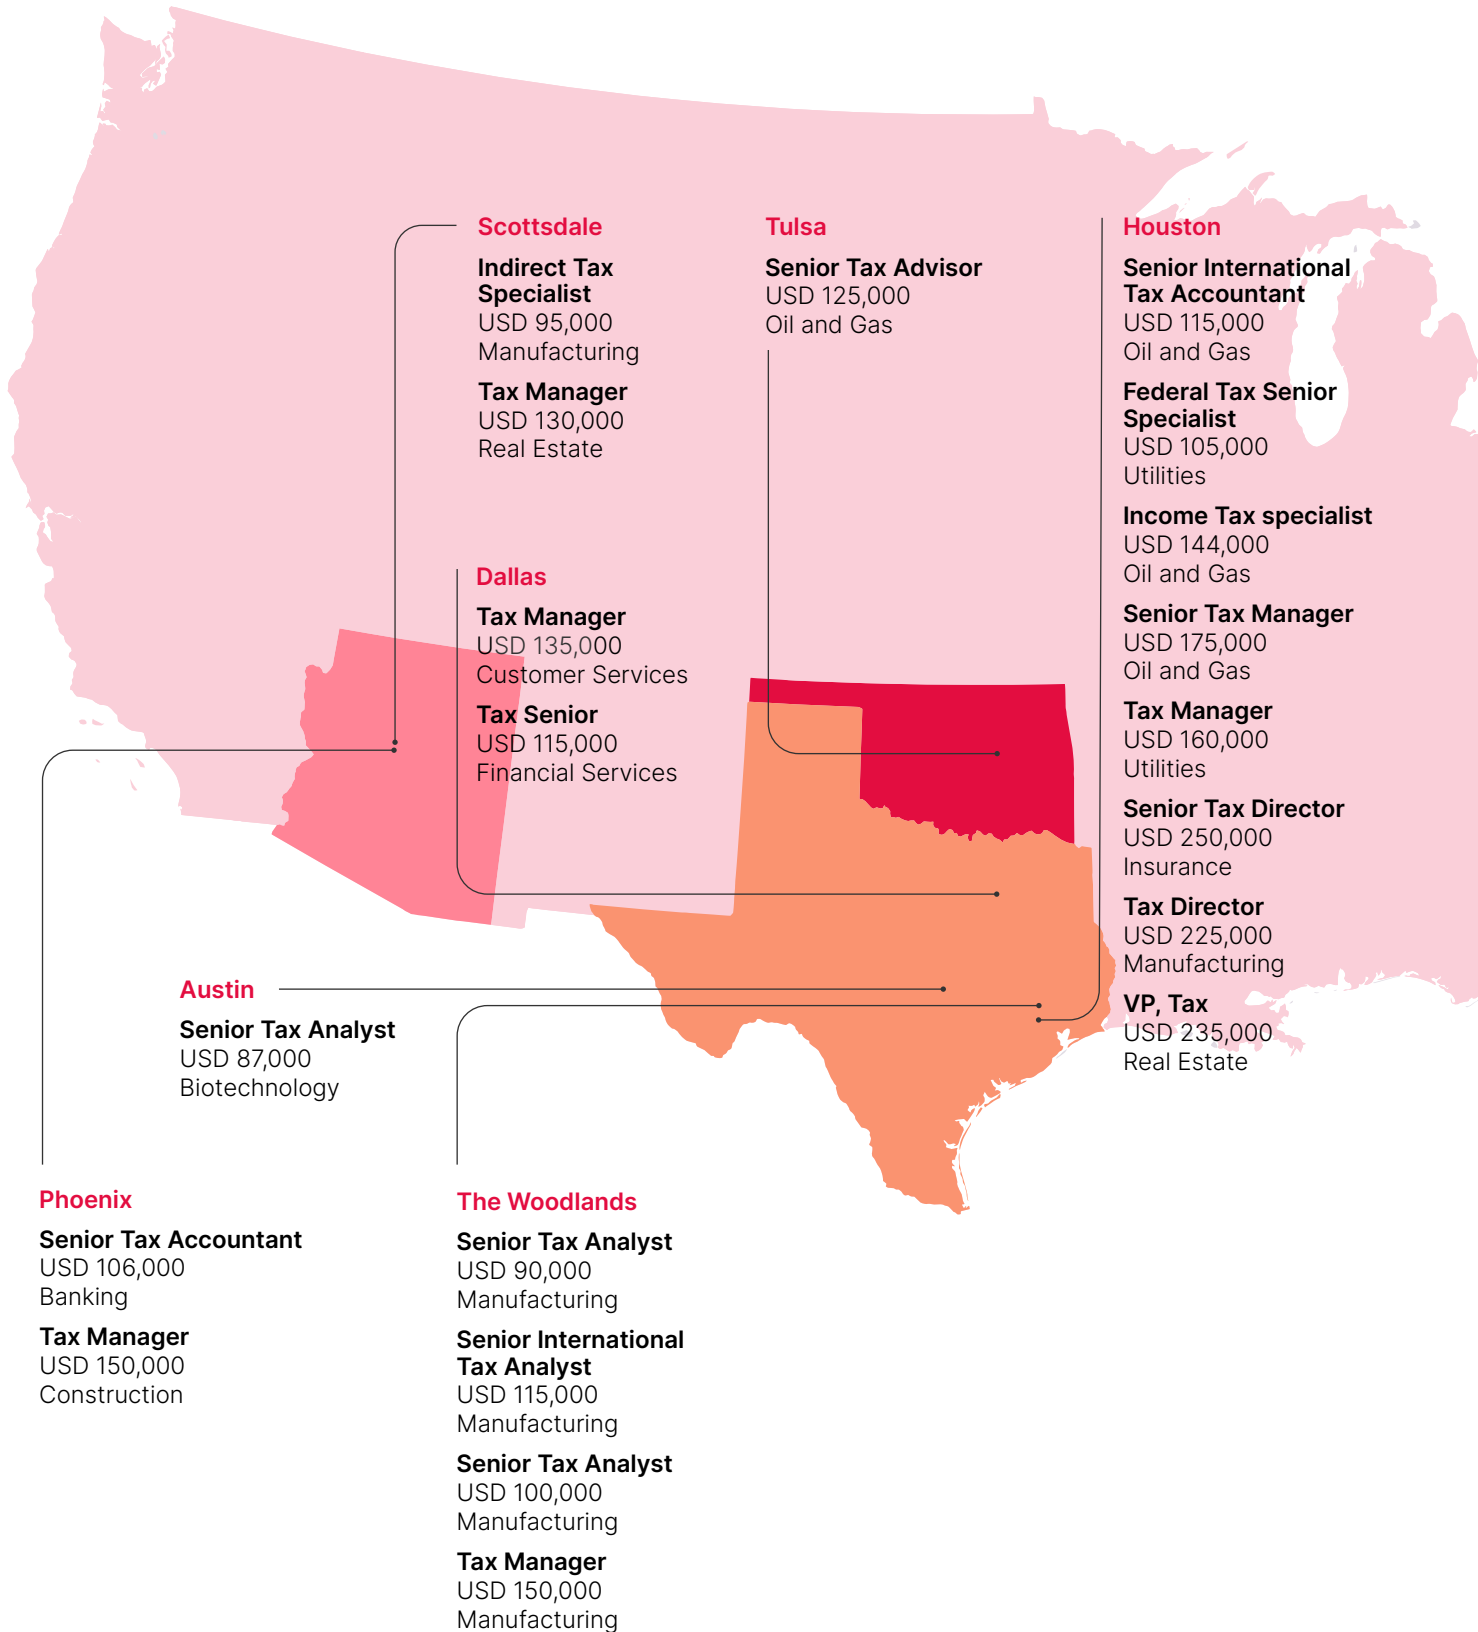 Scottsdale
Indirect Tax
Specialist
USD 95,000
Manufacturing
Tax Manager
USD 130,000
Real Estate
Tulsa
Senior Tax Advisor
USD 125,000
Oil and Gas
Houston
Senior International
Tax Accountant
USD 115,000
Oil and Gas
Federal Tax Senior
Specialist
USD 105,000
Utilities
Income Tax specialist
USD 144,000
Oil and Gas
Senior Tax Manager
USD 175,000
Oil and Gas
Tax Manager
USD 160,000
Utilities
Senior Tax Director
USD 250,000
Insurance
Tax Director
USD 225,000
Manufacturing
VP, Tax
USD 235,000
Real Estate
Dallas
Tax Manager
USD 135,000
Customer Services
Tax Senior
USD 115,000
Financial Services
Austin
Senior Tax Analyst
USD 87,000
Biotechnology
Phoenix
Senior Tax Accountant
USD 106,000
Banking
Tax Manager
USD 150,000
Construction
The Woodlands
Senior Tax Analyst
USD 90,000
Manufacturing
Senior International
Tax Analyst
USD 115,000
Manufacturing
Senior Tax Analyst
USD 100,000
Manufacturing
Tax Manager
USD 150,000
Manufacturing